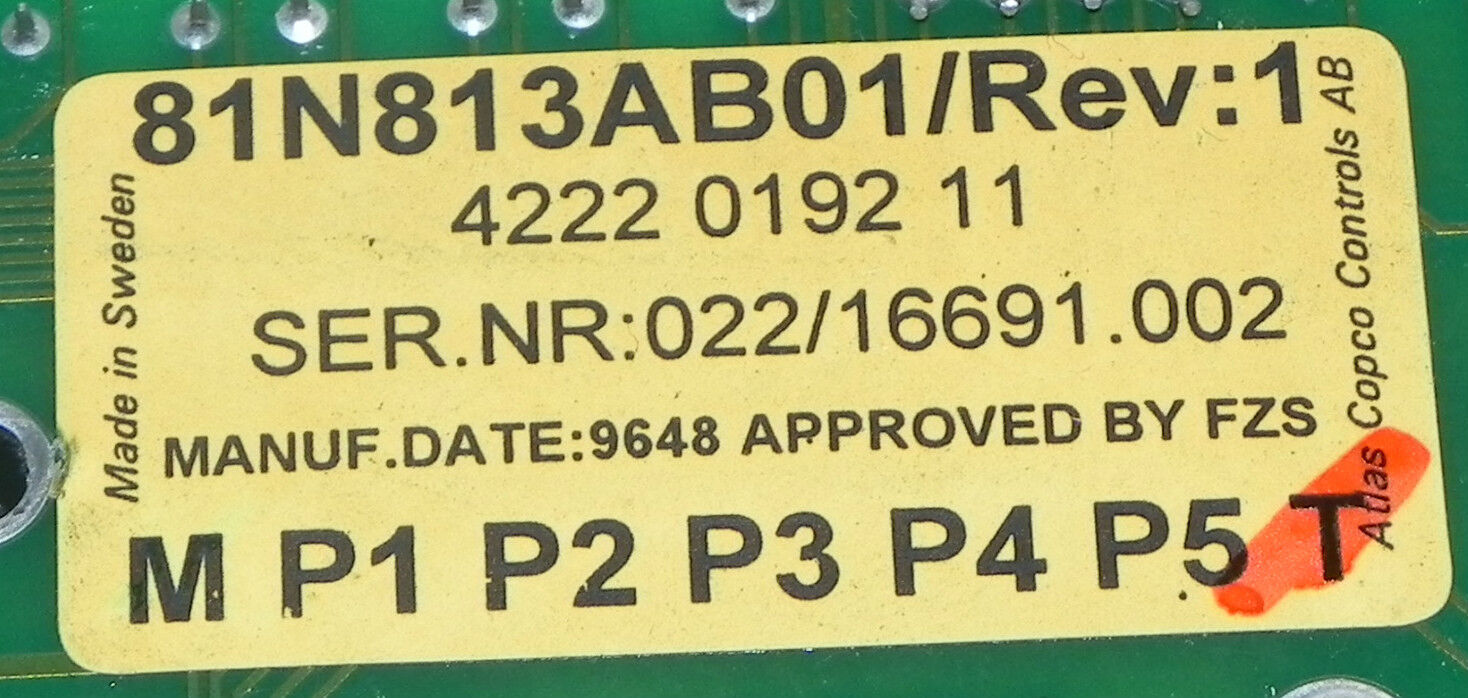 81N813AB01/Rev:1
4222 0192 11
SER.NR:022/16691.002
MANUF.DATE:9648 APPROVED BY FZS
M P1 P2 P3 P4 P5 T
Made in Sweden
Atlas Copco Controls AB